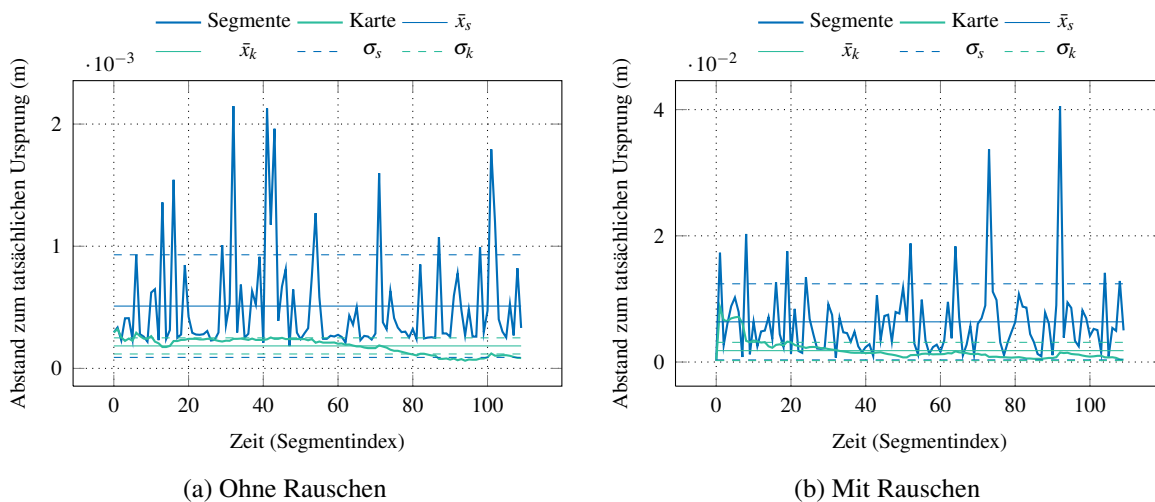 Segmente Karte x̄ₛ
x̄ₖ σₛ σₖ
·10⁻³
2
1
0
0 20 40 60 80 100
Abstand zum tatsächlichen Ursprung (m)
Zeit (Segmentindex)
(a) Ohne Rauschen
Segmente Karte x̄ₛ
x̄ₖ σₛ σₖ
·10⁻²
4
2
0
0 20 40 60 80 100
Abstand zum tatsächlichen Ursprung (m)
Zeit (Segmentindex)
(b) Mit Rauschen